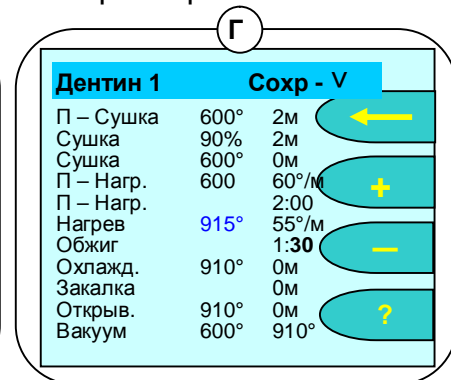 Г
Дентин 1 Сохр - V
П – Сушка 600° 2м
Сушка 90% 2м
Сушка 600° 0м
П – Нагр. 600 60°/м
П – Нагр. 2:00
Нагрев 915° 55°/м
Обжиг 1:30
Охлажд. 910° 0м
Закалка 0м
Открыв. 910° 0м
Вакуум 600° 910°
+
–
?